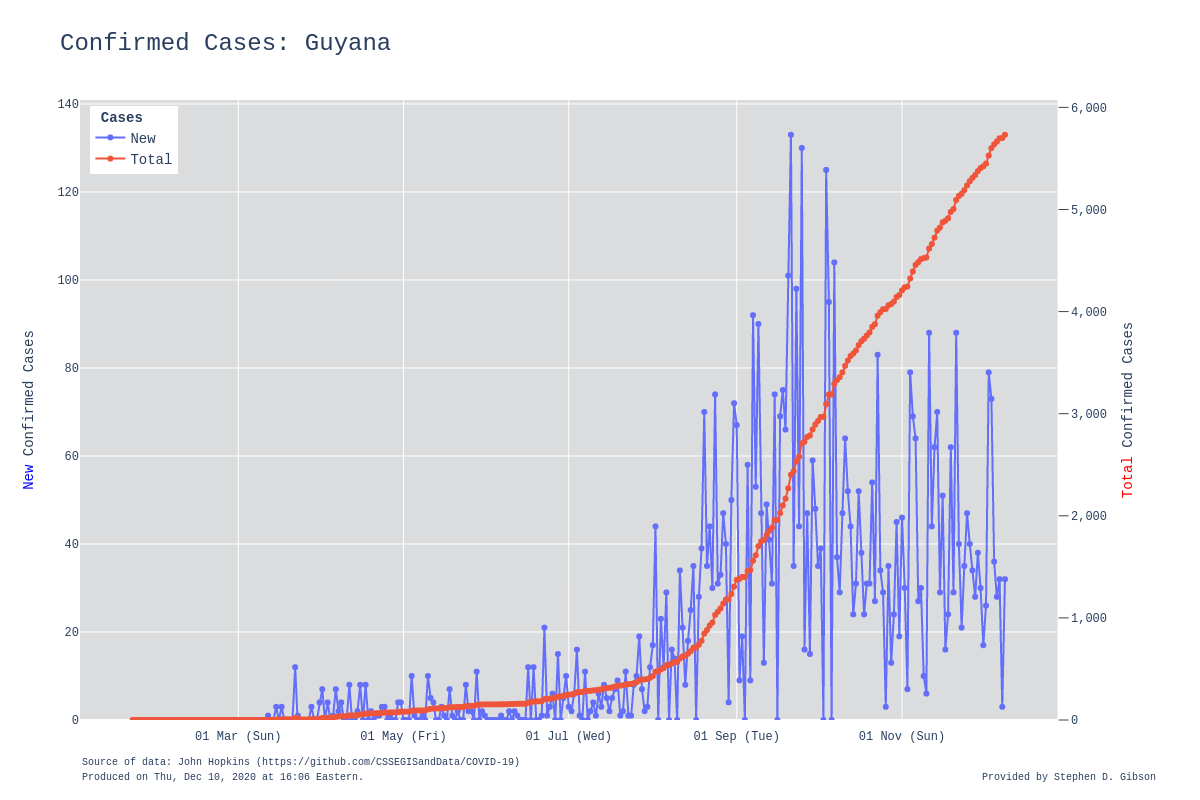 Confirmed Cases: Guyana
Cases
New
Total
140
120
100
80
60
40
20
0
6,000
5,000
4,000
3,000
2,000
1,000
0
New Confirmed Cases
Total Confirmed Cases
01 Mar (Sun)
01 May (Fri)
01 Jul (Wed)
01 Sep (Tue)
01 Nov (Sun)
Source of data: John Hopkins (https://github.com/CSSEGISandData/COVID-19)
Produced on Thu, Dec 10, 2020 at 16:06 Eastern.
Provided by Stephen D. Gibson